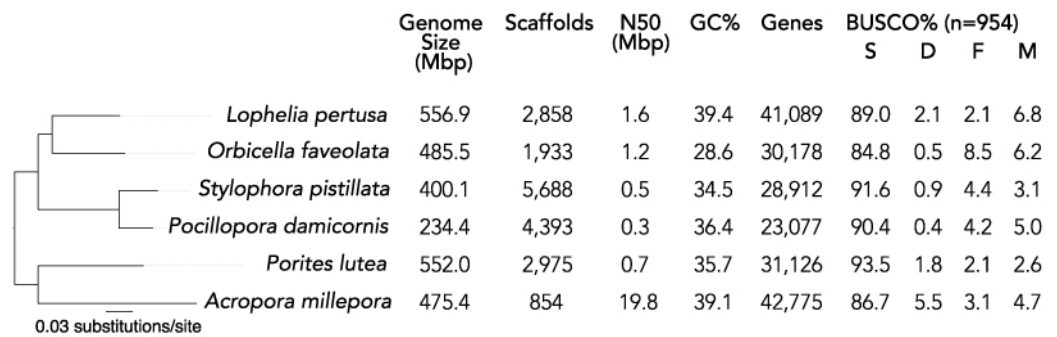 Genome Scaffolds N50 GC% Genes BUSCO% (n=954)
Size (Mbp) S D F M
(Mbp)
Lophelia pertusa 556.9 2,858 1.6 39.4 41,089 89.0 2.1 2.1 6.8
Orbicella faveolata 485.5 1,933 1.2 28.6 30,178 84.8 0.5 8.5 6.2
Stylophora pistillata 400.1 5,688 0.5 34.5 28,912 91.6 0.9 4.4 3.1
Pocillopora damicornis 234.4 4,393 0.3 36.4 23,077 90.4 0.4 4.2 5.0
Porites lutea 552.0 2,975 0.7 35.7 31,126 93.5 1.8 2.1 2.6
Acropora millepora 475.4 854 19.8 39.1 42,775 86.7 5.5 3.1 4.7
0.03 substitutions/site